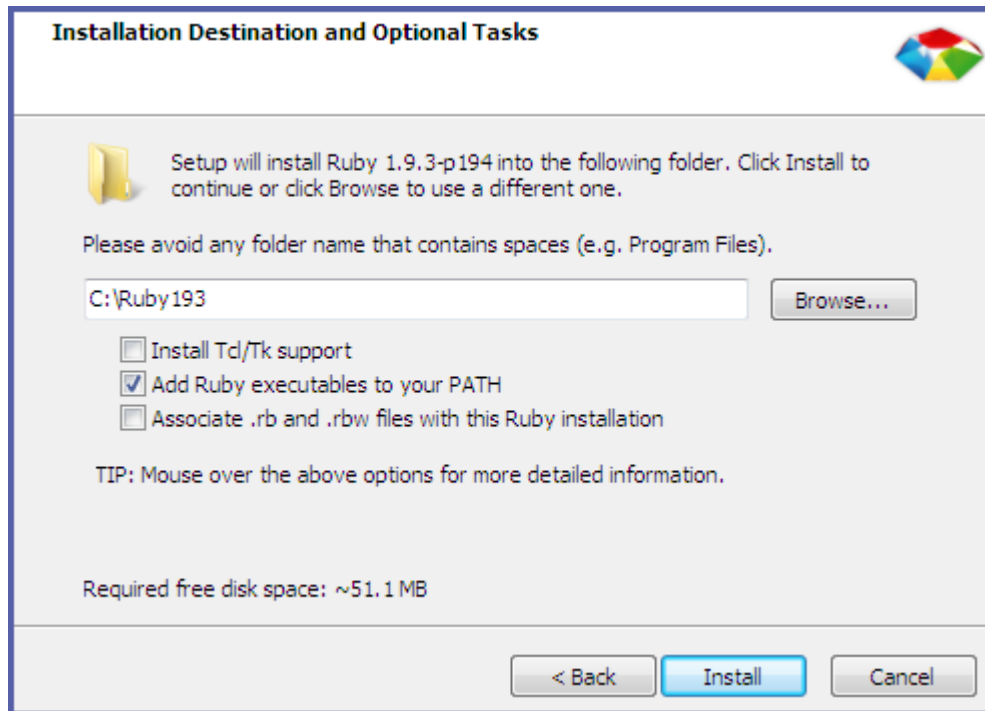 Installation Destination and Optional Tasks
Setup will install Ruby 1.9.3-p194 into the following folder. Click Install to
continue or click Browse to use a different one.
Please avoid any folder name that contains spaces (e.g. Program Files).
C:\Ruby193
Browse...
Install Tcl/Tk support
Add Ruby executables to your PATH
Associate .rb and .rbw files with this Ruby installation
TIP: Mouse over the above options for more detailed information.
Required free disk space: ~51.1 MB
< Back Install Cancel